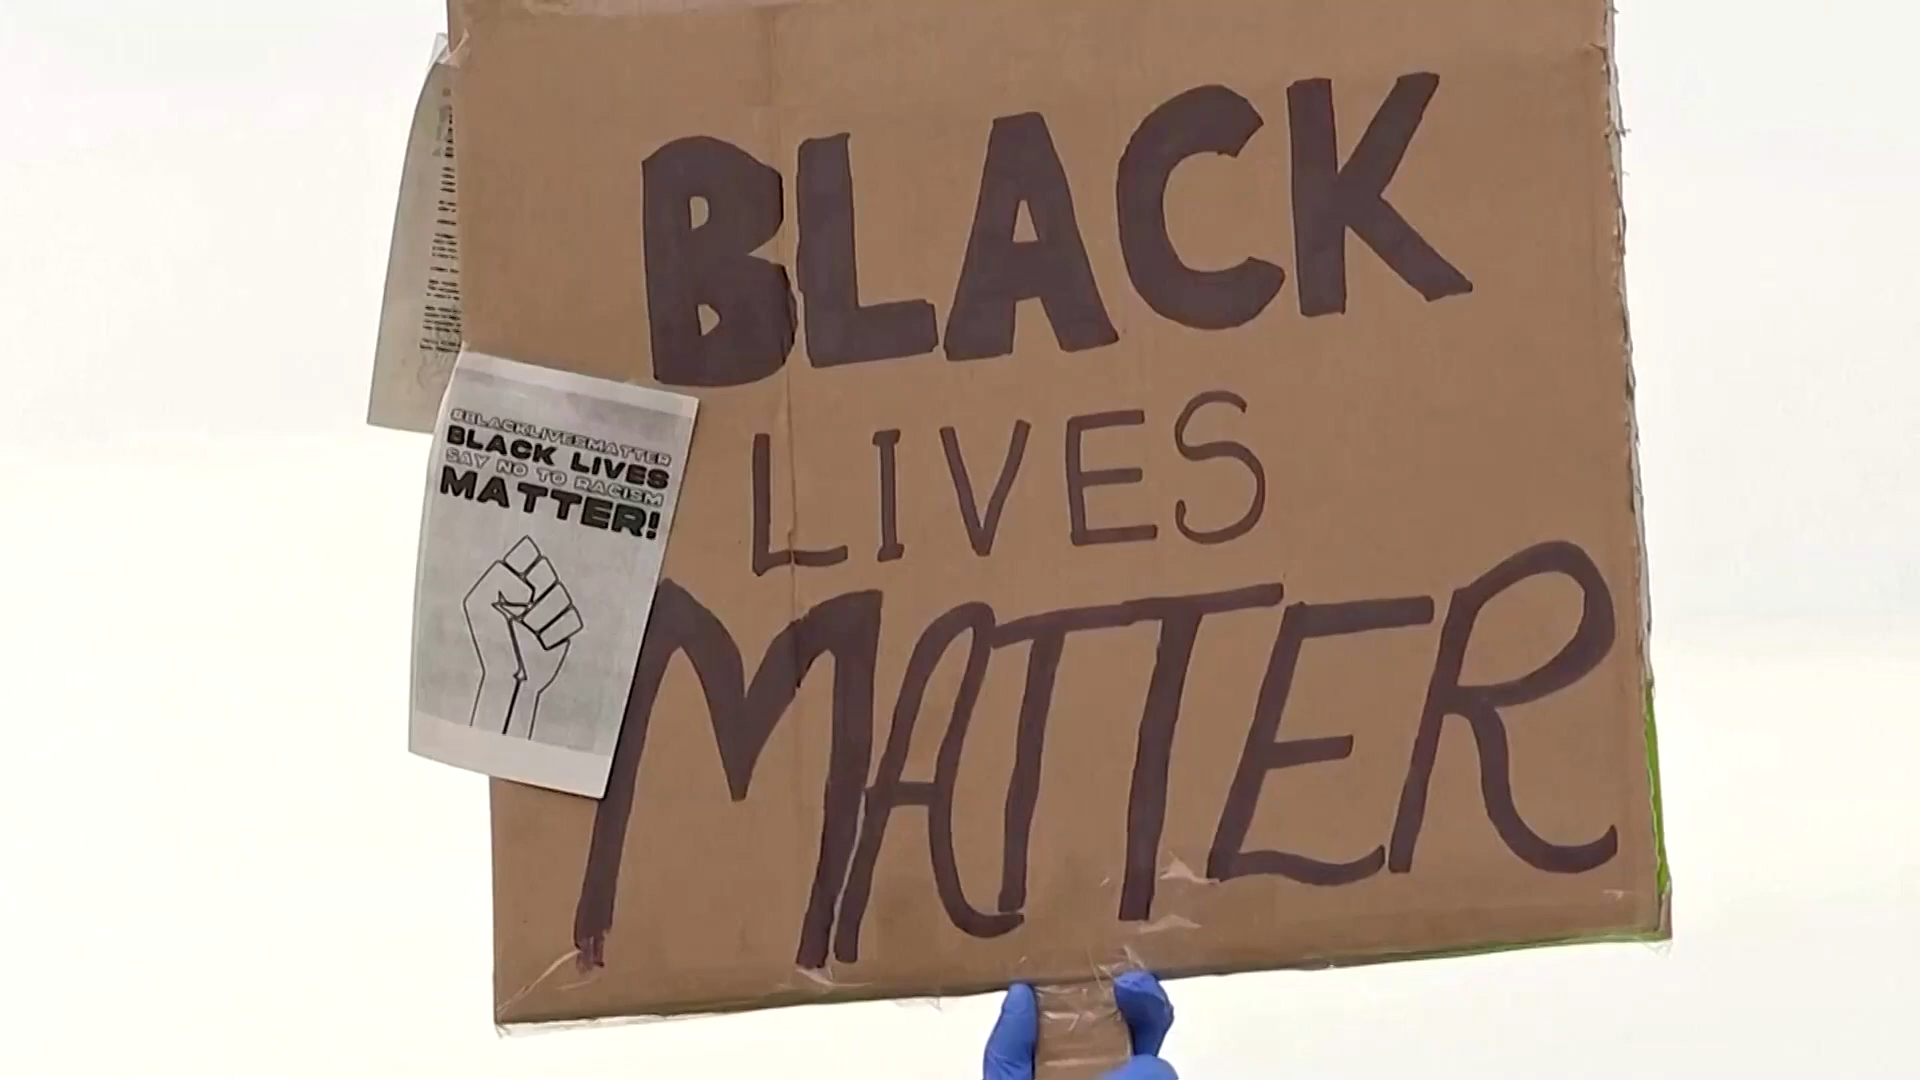 BLACK
LIVES
MATTER
#BLACKLIVESMATTER
BLACK LIVES
SAY NO TO RACISM
MATTER!